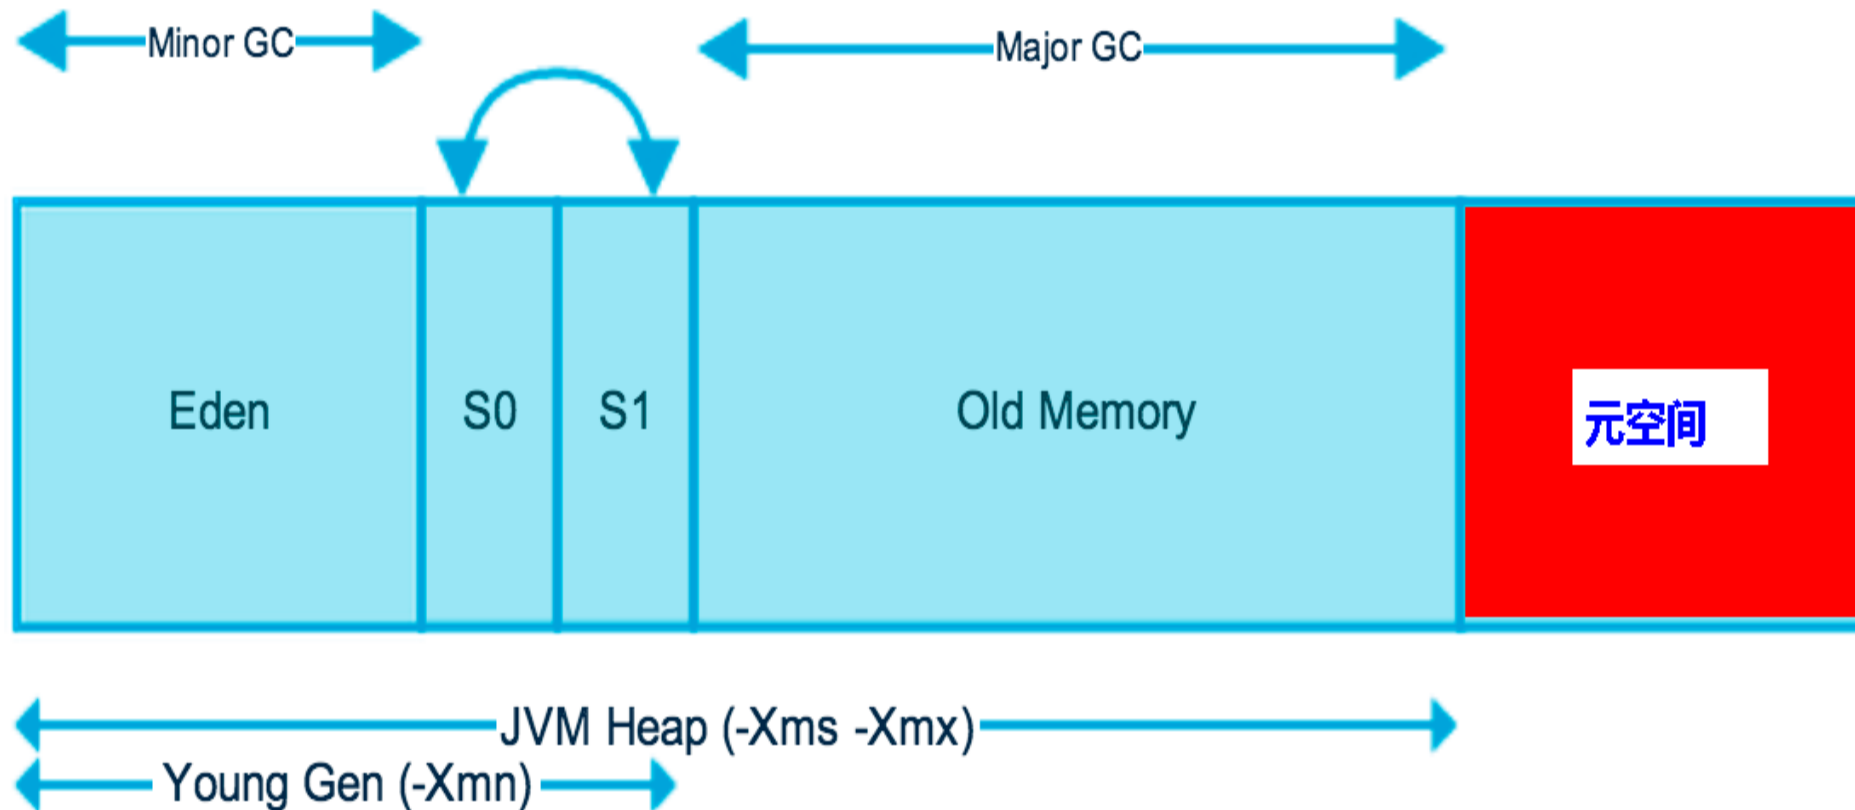 Minor GC
Major GC
Eden
S0
S1
Old Memory
元空间
JVM Heap (-Xms -Xmx)
Young Gen (-Xmn)